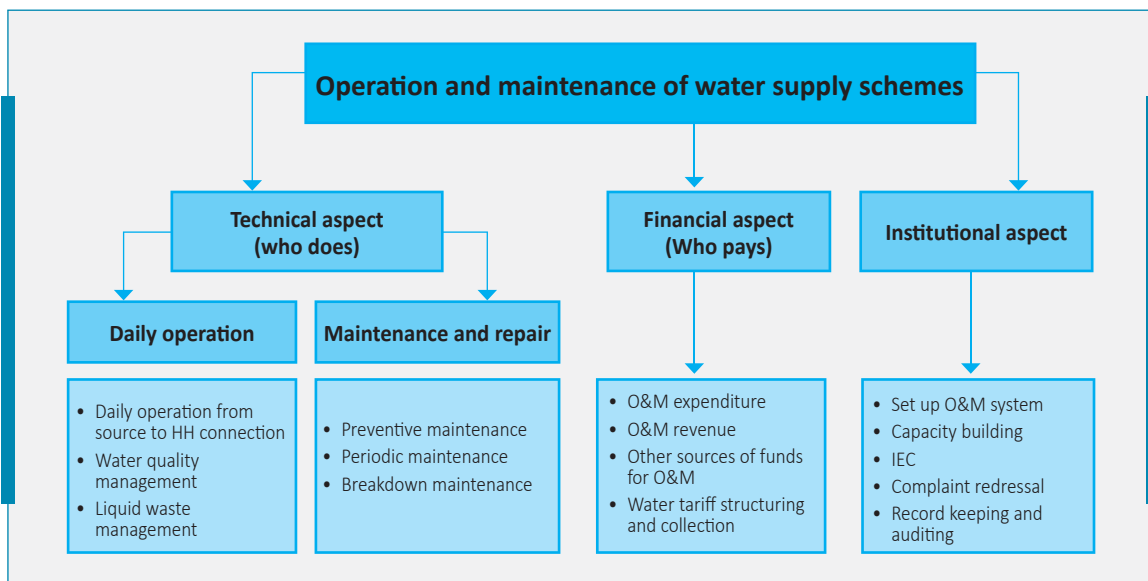 Operation and maintenance of water supply schemes
Technical aspect
(who does)
Financial aspect
(Who pays)
Institutional aspect
Daily operation
Maintenance and repair
• Daily operation from
source to HH connection
• Water quality
management
• Liquid waste
management
• Preventive maintenance
• Periodic maintenance
• Breakdown maintenance
• O&M expenditure
• O&M revenue
• Other sources of funds
for O&M
• Water tariff structuring
and collection
• Set up O&M system
• Capacity building
• IEC
• Complaint redressal
• Record keeping and
auditing